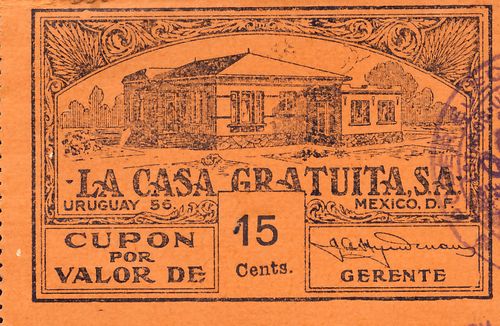 LA CASA GRATUITA, S.A.
URUGUAY 56. MEXICO, D.F.
CUPON
POR
VALOR DE
15
Cents.
GERENTE